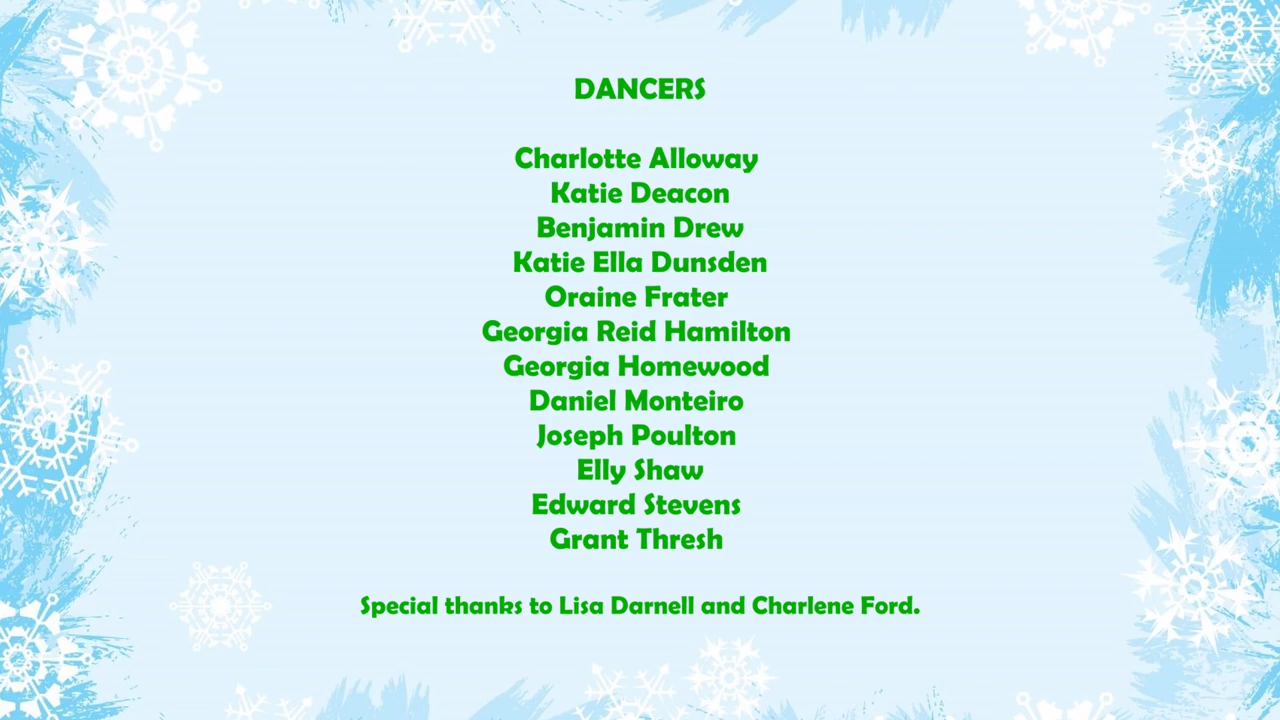 DANCERS
Charlotte Alloway
Katie Deacon
Benjamin Drew
Katie Ella Dunsden
Oraine Frater
Georgia Reid Hamilton
Georgia Homewood
Daniel Monteiro
Joseph Poulton
Elly Shaw
Edward Stevens
Grant Thresh
Special thanks to Lisa Darnell and Charlene Ford.